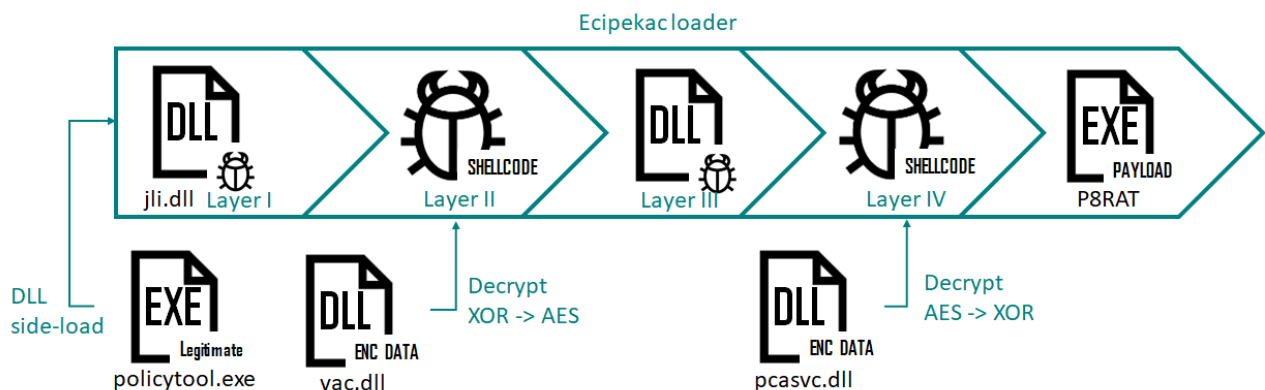 Ecipekac loader
DLL
jli.dll
Layer I
SHELLCODE
Layer II
DLL
Layer III
SHELLCODE
Layer IV
EXE
PAYLOAD
P8RAT
DLL
side-load
EXE
Legitimate
policytool.exe
DLL
ENC DATA
vac.dll
Decrypt
XOR -> AES
DLL
ENC DATA
pcasvc.dll
Decrypt
AES -> XOR